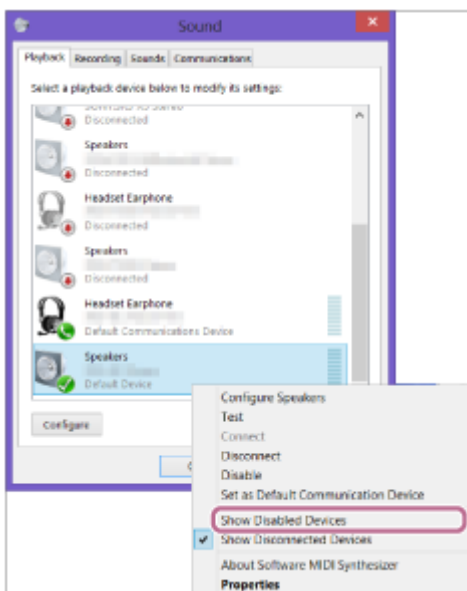 Sound
Playback Recording Sounds Communications
Select a playback device below to modify its settings:
Disconnected
Speakers
Disconnected
Headset Earphone
Disconnected
Speakers
Disconnected
Headset Earphone
Default Communications Device
Speakers
Default Device
Configure
Configure Speakers
Test
Connect
Disconnect
Disable
Set as Default Communication Device
Show Disabled Devices
Show Disconnected Devices
About Software MIDI Synthesizer
Properties